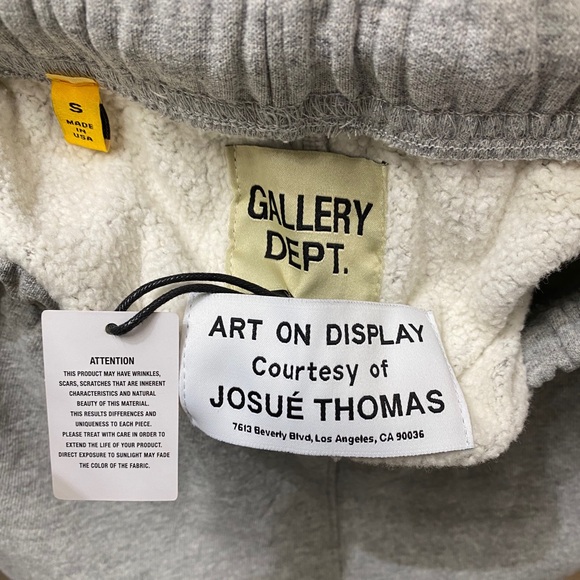 S
MADE
IN
USA
GALLERY
DEPT.
ART ON DISPLAY
Courtesy of
JOSUÉ THOMAS
7613 Beverly Blvd, Los Angeles, CA 90036
ATTENTION
THIS PRODUCT MAY HAVE WRINKLES,
SCARS, SCRATCHES THAT ARE INHERENT
CHARACTERISTICS AND NATURAL
BEAUTY OF THIS MATERIAL.
THIS RESULTS DIFFERENCES AND
UNIQUENESS TO EACH PIECE.
PLEASE TREAT WITH CARE IN ORDER TO
EXTEND THE LIFE OF YOUR PRODUCT.
DIRECT EXPOSURE TO SUNLIGHT MAY FADE
THE COLOR OF THE FABRIC.